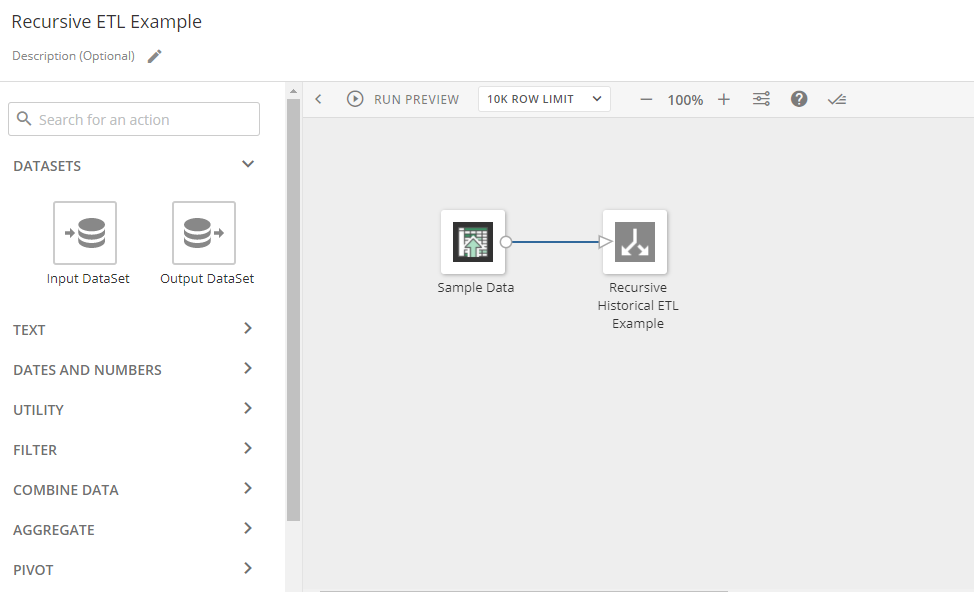 Recursive ETL Example
Description (Optional)
Search for an action
DATASETS
Input DataSet
Output DataSet
TEXT
DATES AND NUMBERS
UTILITY
FILTER
COMBINE DATA
AGGREGATE
PIVOT
RUN PREVIEW
10K ROW LIMIT
100%
Sample Data
Recursive
Historical ETL
Example